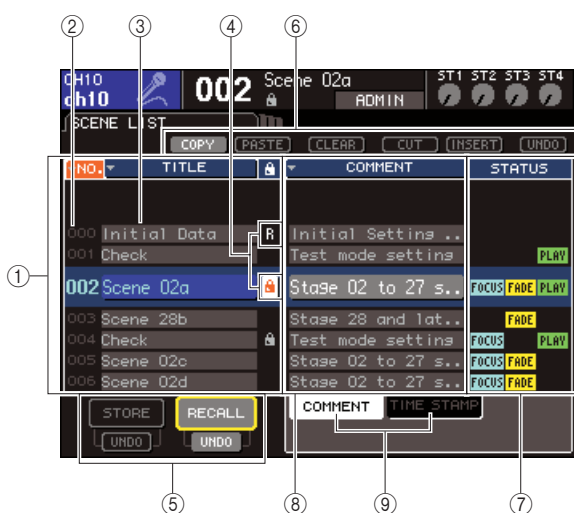 ② ③ ④ ⑥
CH10 002 Scene 02a ST1 ST2 ST3 ST4
ch10 ADMIN
SCENE LIST
COPY PASTE CLEAR CUT INSERT UNDO
NO. TITLE COMMENT STATUS
000 Initial Data R Initial Setting ..
001 Check Test mode setting PLAY
①
002 Scene 02a Stage 02 to 27 s.. FOCUS FADE PLAY
003 Scene 28b Stage 28 and lat.. FADE
004 Check Test mode setting FOCUS PLAY
005 Scene 02c Stage 02 to 27 s.. FOCUS FADE
006 Scene 02d Stage 02 to 27 s.. FOCUS FADE
STORE RECALL COMMENT TIME STAMP
UNDO UNDO
⑤ ⑧ ⑨ ⑦